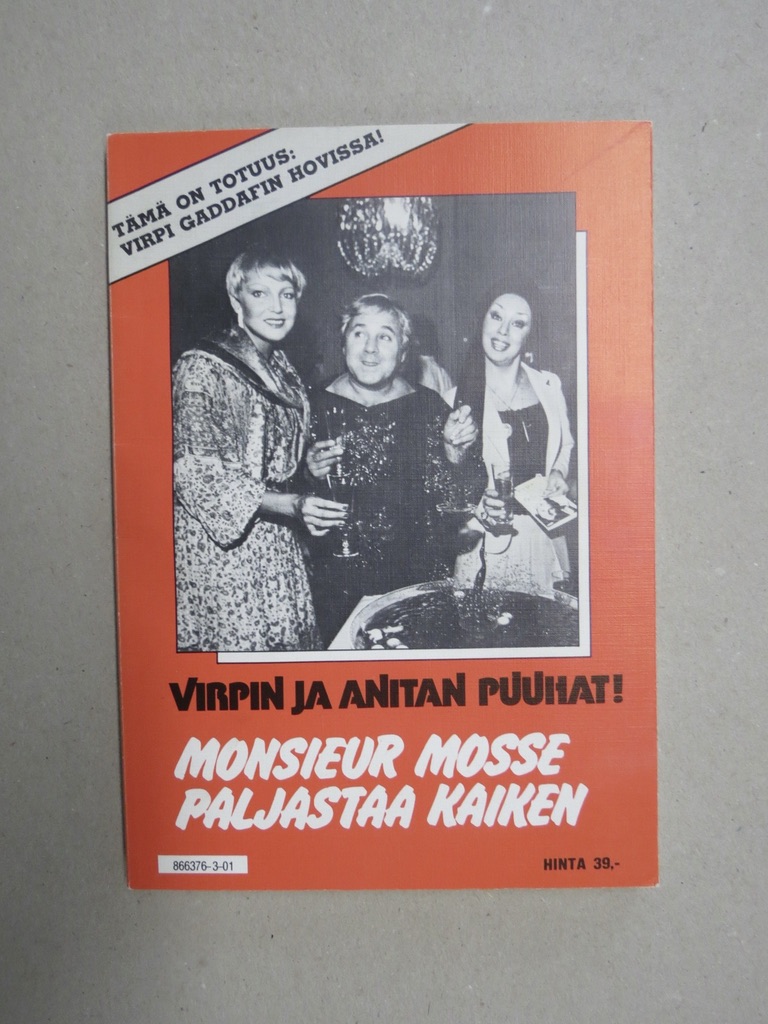 TÄMÄ ON TOTUUS:
VIRPI GADDAFIN HOVISSA!
VIRPIN JA ANITAN PUUHAT!
MONSIEUR MOSSE
PALJASTAA KAIKEN
866376-3-01
HINTA 39,-